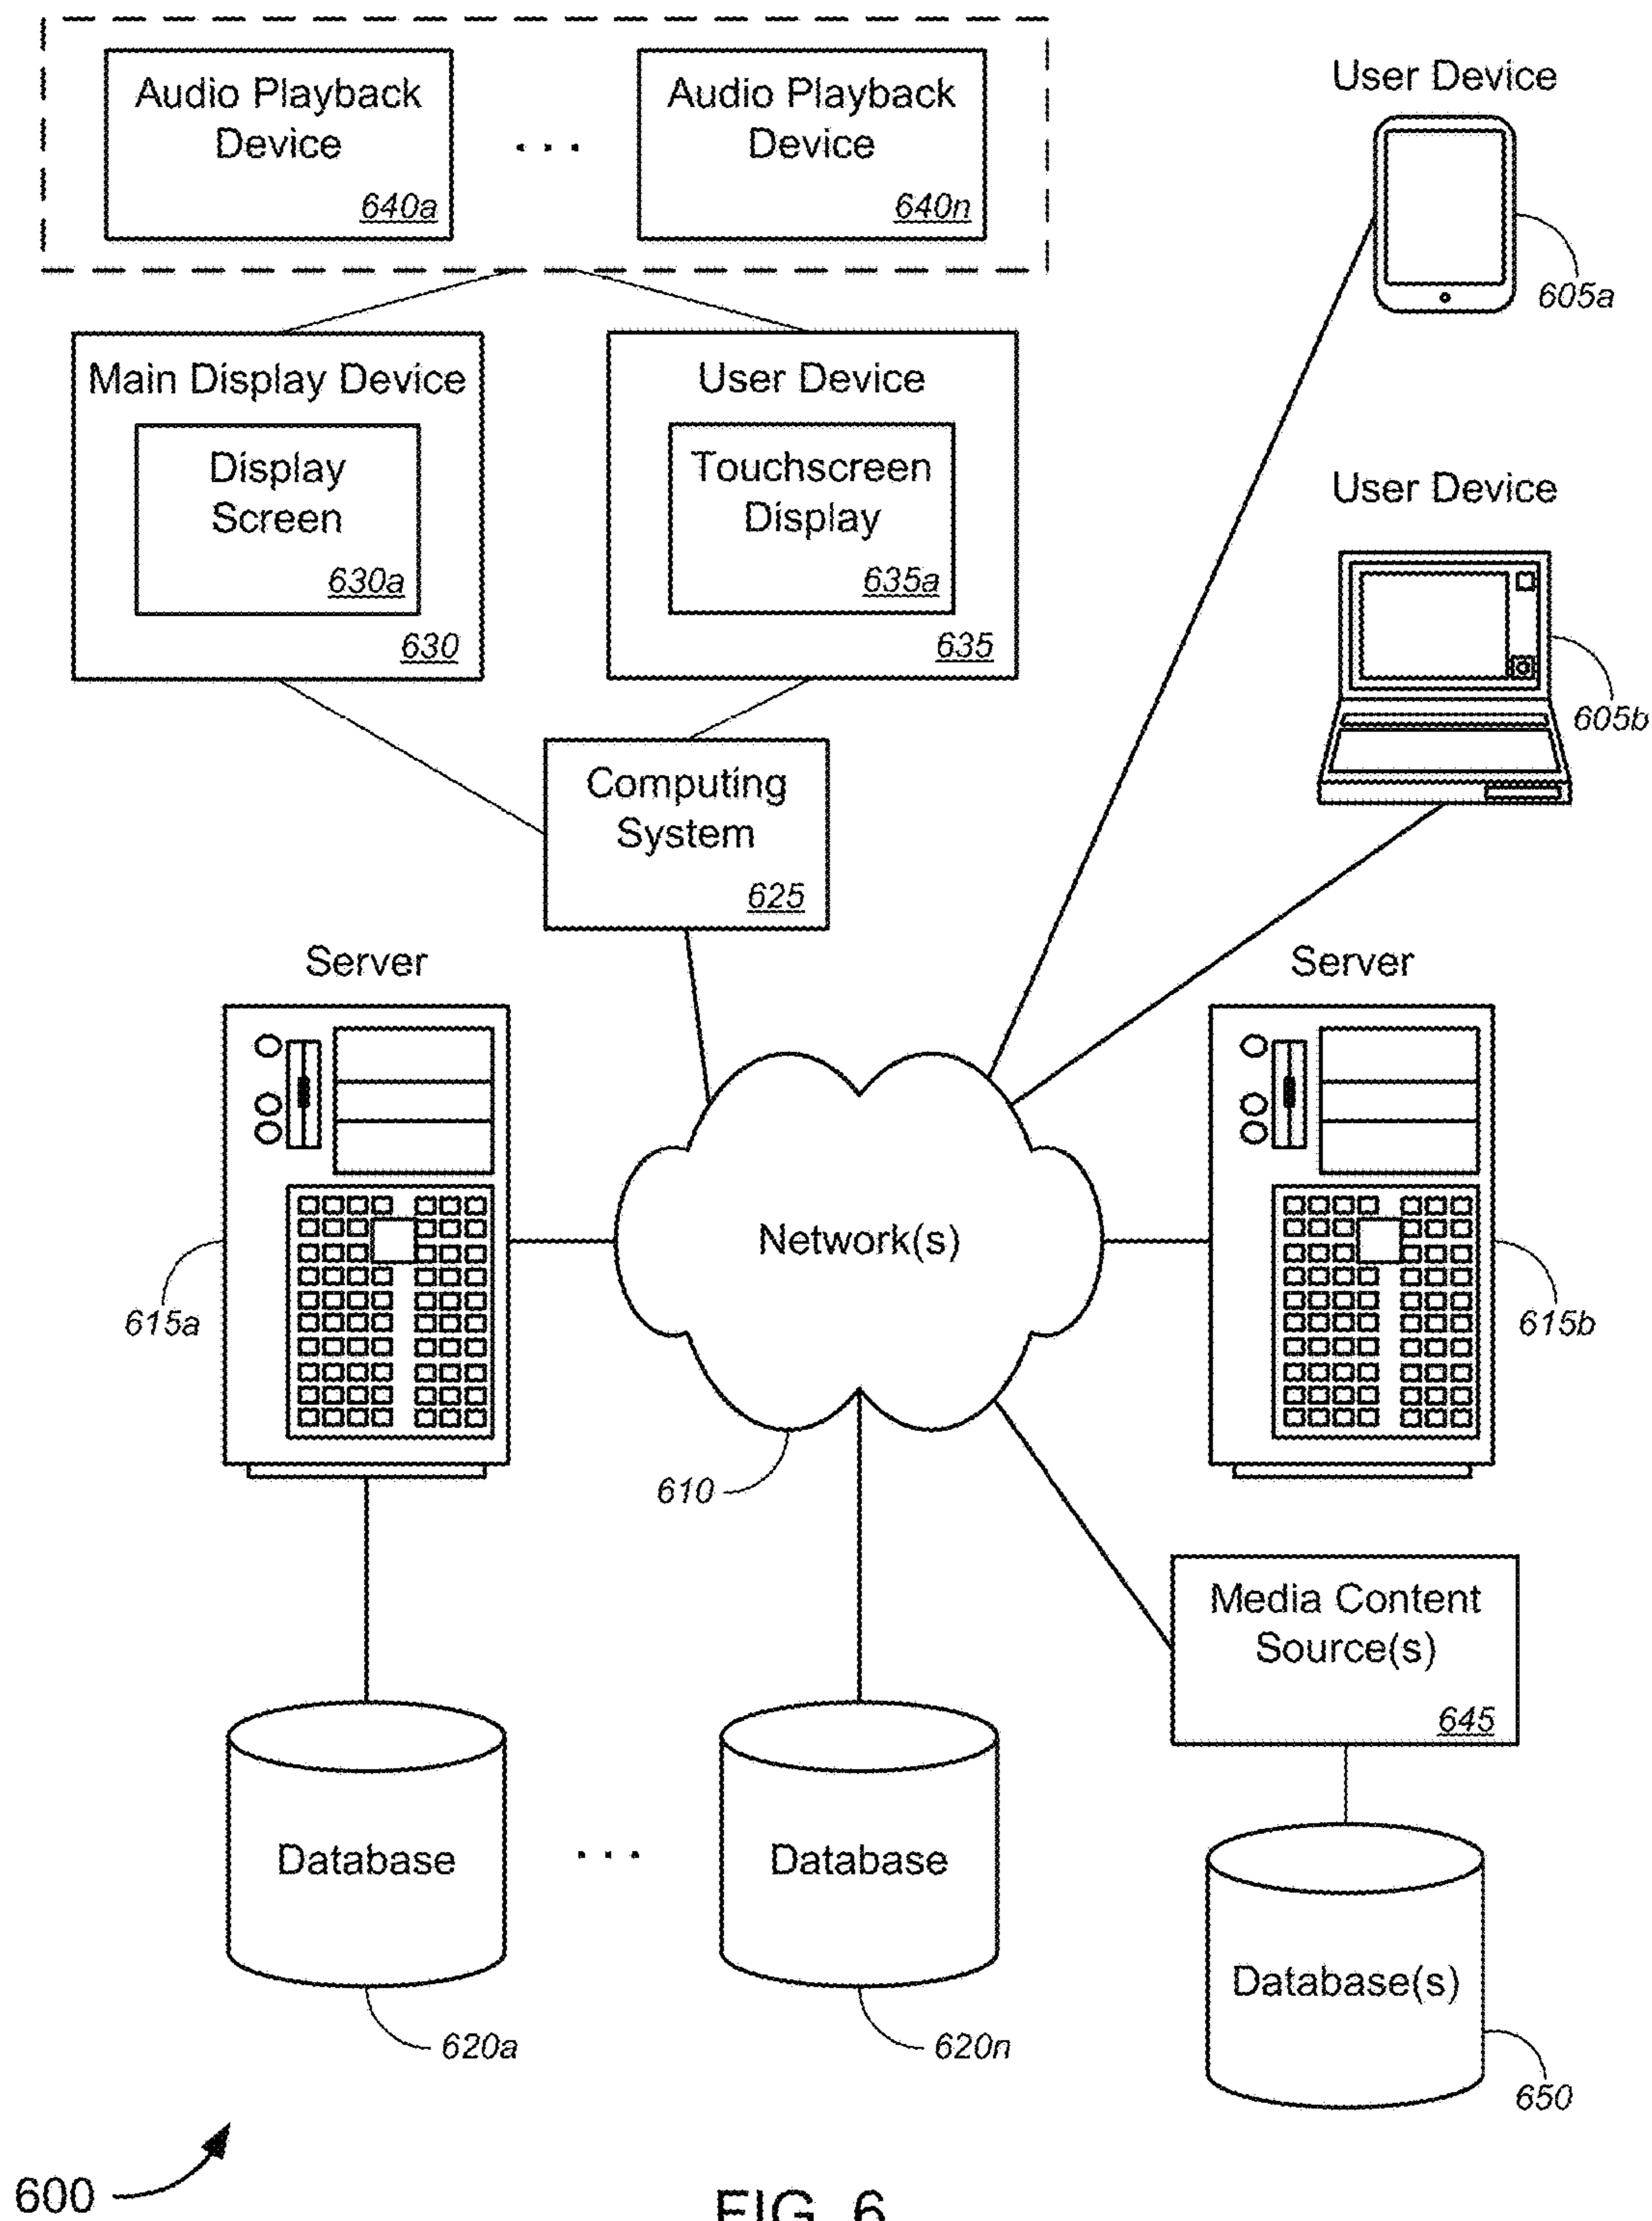 Audio Playback
Device
640a
. . .
Audio Playback
Device
640n
User Device
605a
Main Display Device
Display
Screen
630a
630
User Device
Touchscreen
Display
635a
635
User Device
605b
Computing
System
625
Server
615a
Server
615b
Network(s)
610
Media Content
Source(s)
645
Database
620a
. . .
Database
620n
Database(s)
650
600
FIG. 6